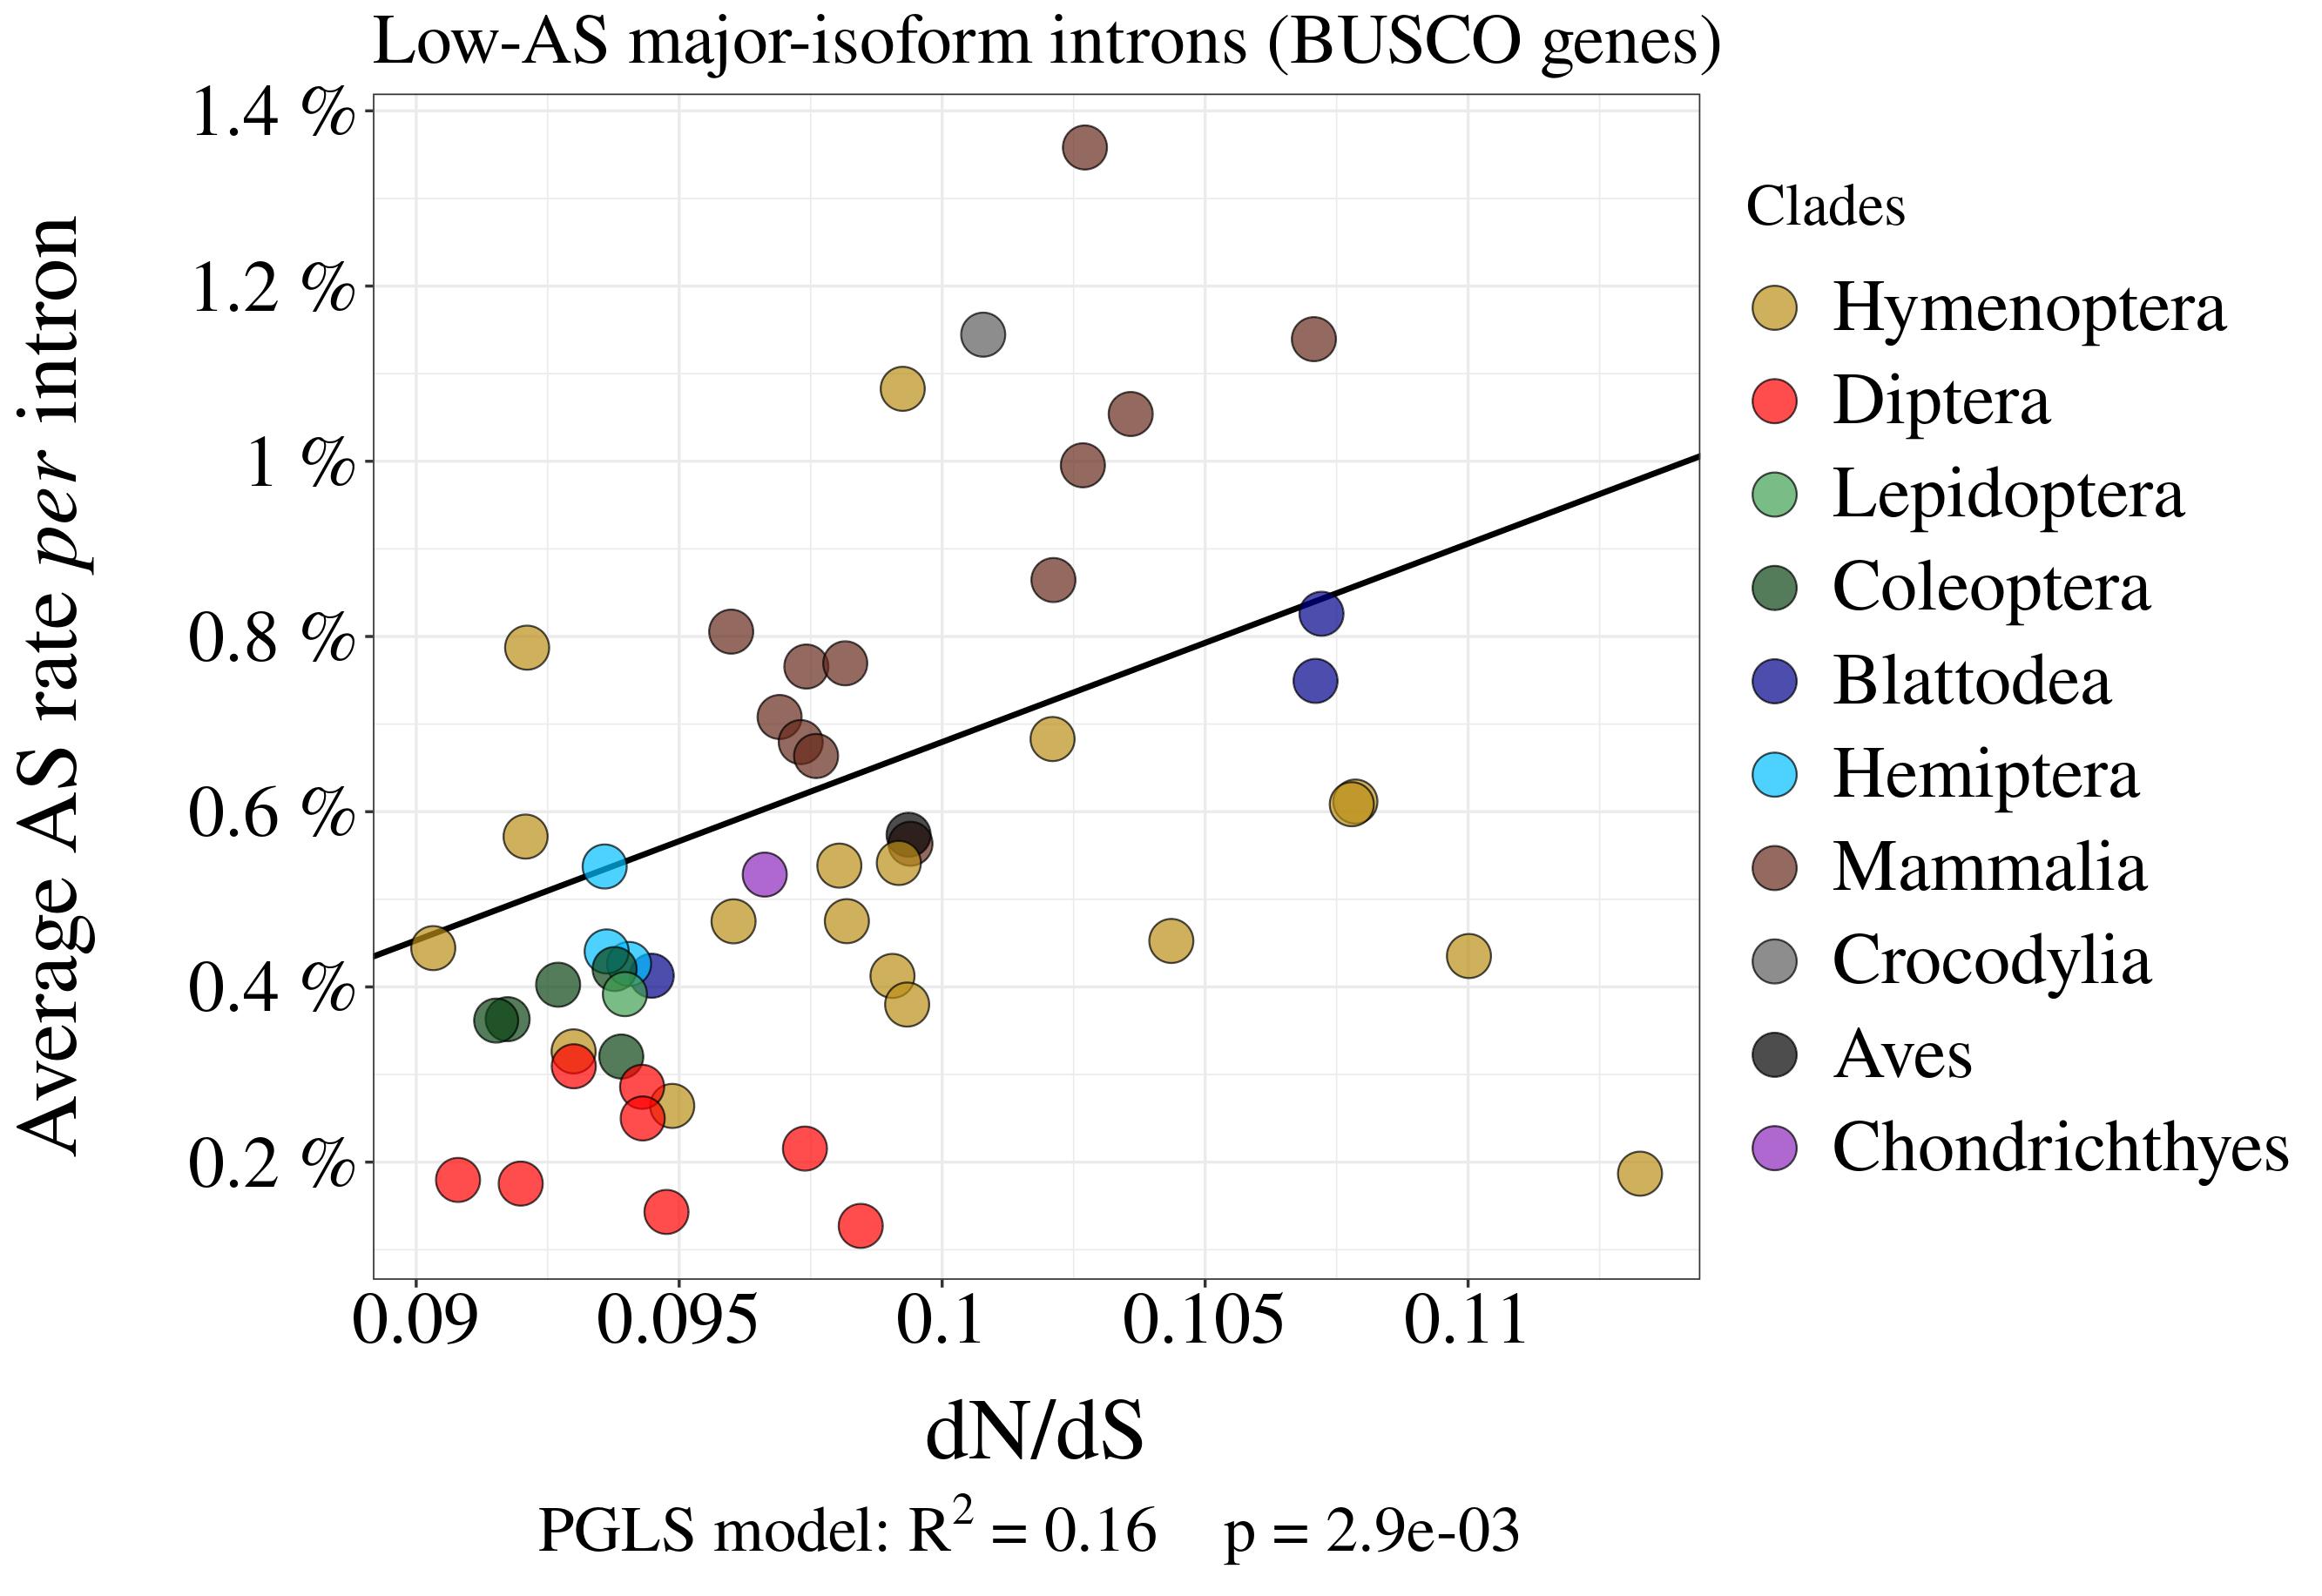 Low-AS major-isoform introns (BUSCO genes)
Average AS rate per intron
1.4 %
1.2 %
1 %
0.8 %
0.6 %
0.4 %
0.2 %
0.09 0.095 0.1 0.105 0.11
dN/dS
PGLS model: R² = 0.16 p = 2.9e-03
Clades
Hymenoptera
Diptera
Lepidoptera
Coleoptera
Blattodea
Hemiptera
Mammalia
Crocodylia
Aves
Chondrichthyes